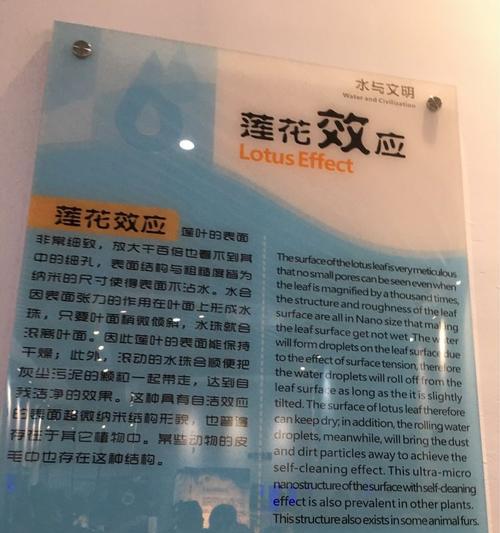 水与文明
Water and Civilization
莲花效应
Lotus Effect
莲花效应 莲叶的表面
非常细致，放大千百倍也看不到其
中的细孔，表面结构与粗糙度皆为
纳米的尺寸使得表面不沾水。水会
因表面张力的作用在叶面上形成水
珠，只要叶面稍微倾斜，水珠就会
滚离叶面。因此莲叶的表面能保持
干燥；此外，滚动的水珠会顺便把
灰尘污泥的颗粒一起带走，达到自
我洁净的效果。这种具有自洁效应
的表面超微纳米结构形貌，也普遍
存在于其它植物中。某些动物的皮
毛中也存在这种结构。
The surface of the lotus leaf is very meticulous
that no small pores can be seen even when
the leaf is magnified by a thousand times,
the structure and roughness of the leaf
surface are all in Nano size that making
the leaf surface get not wet. The water
will form droplets on the leaf surface due
to the effect of surface tension, therefore
the water droplets will roll off from the
leaf surface as long as the it is slightly
tilted. The surface of lotus leaf therefore
can keep dry; in addition, the rolling water
droplets, meanwhile, will bring the dust
and dirt particles away to achieve the
self-cleaning effect. This ultra-micro
nanostructure of the surface with self-cleaning
effect is also prevalent in other plants.
This structure also exists in some animal furs.